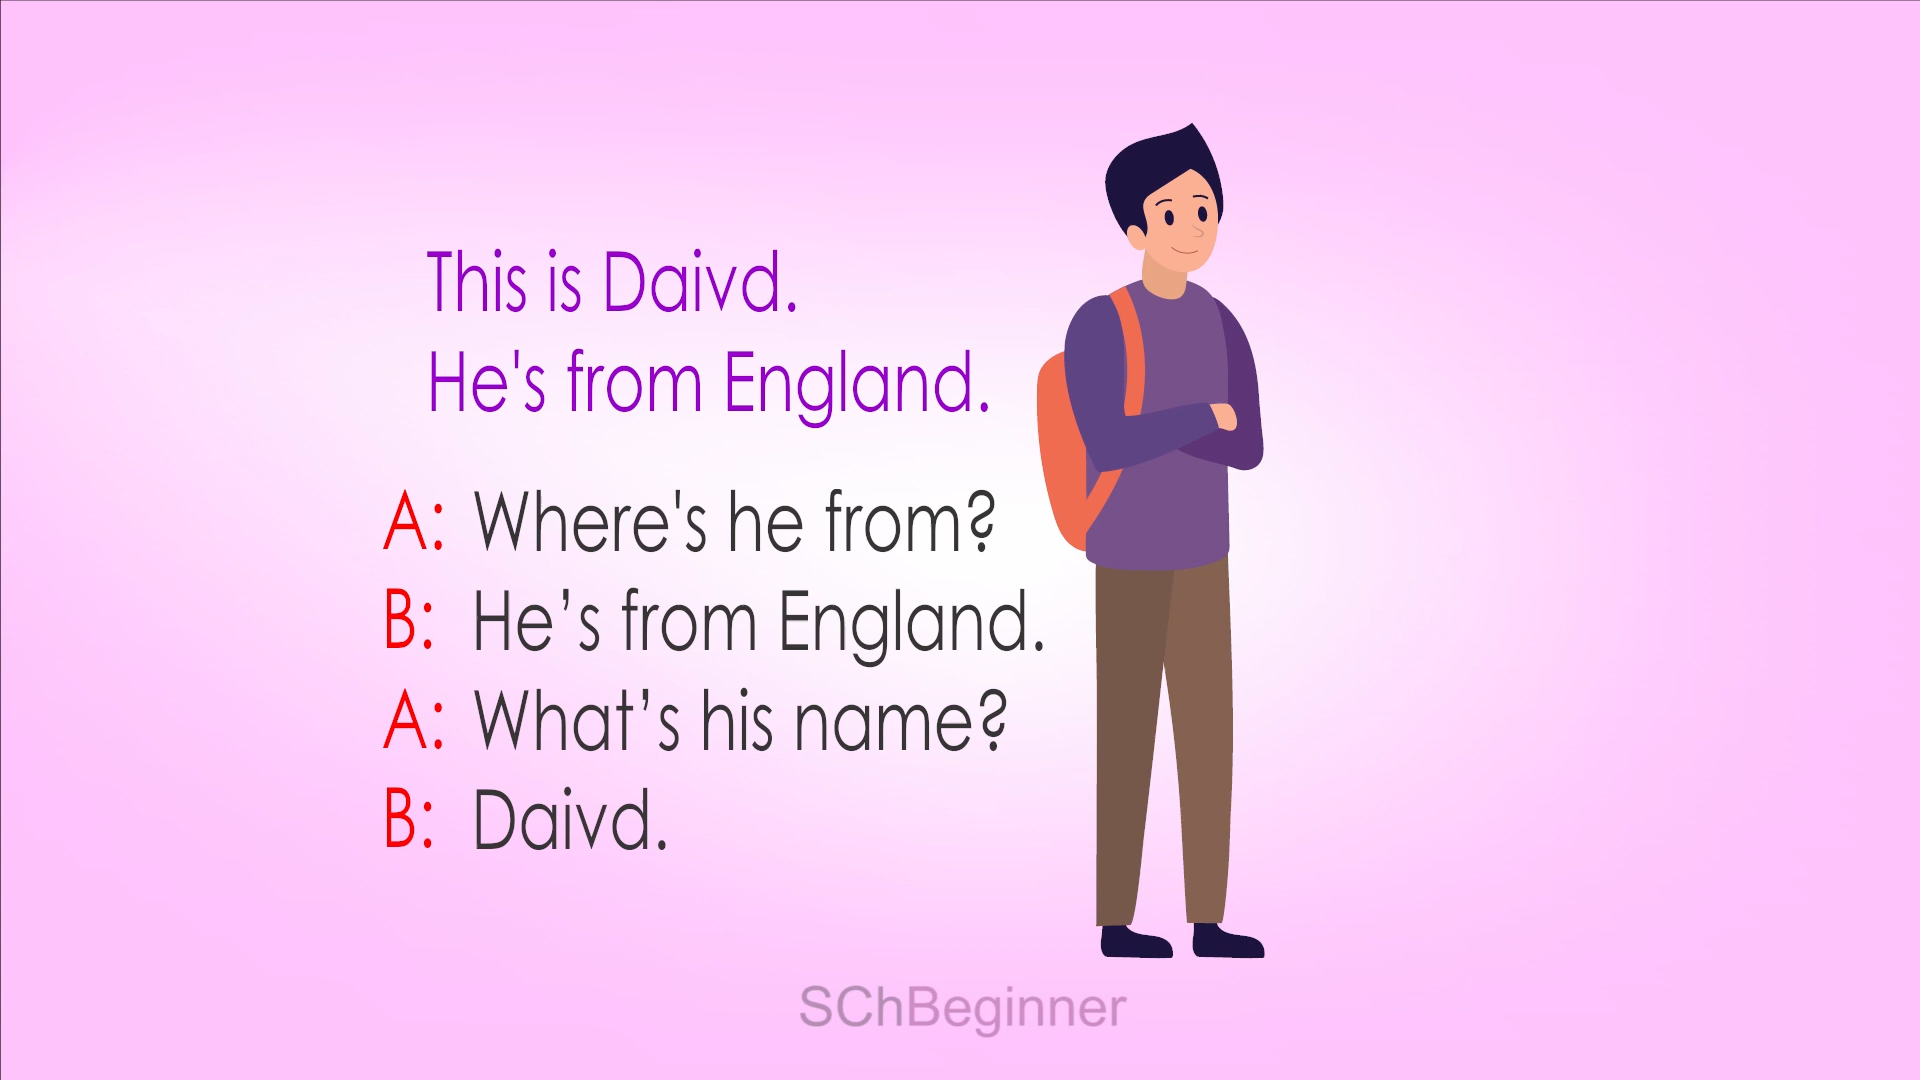 This is Daivd.
He's from England.
A: Where's he from?
B: He’s from England.
A: What’s his name?
B: Daivd.
SChBeginner